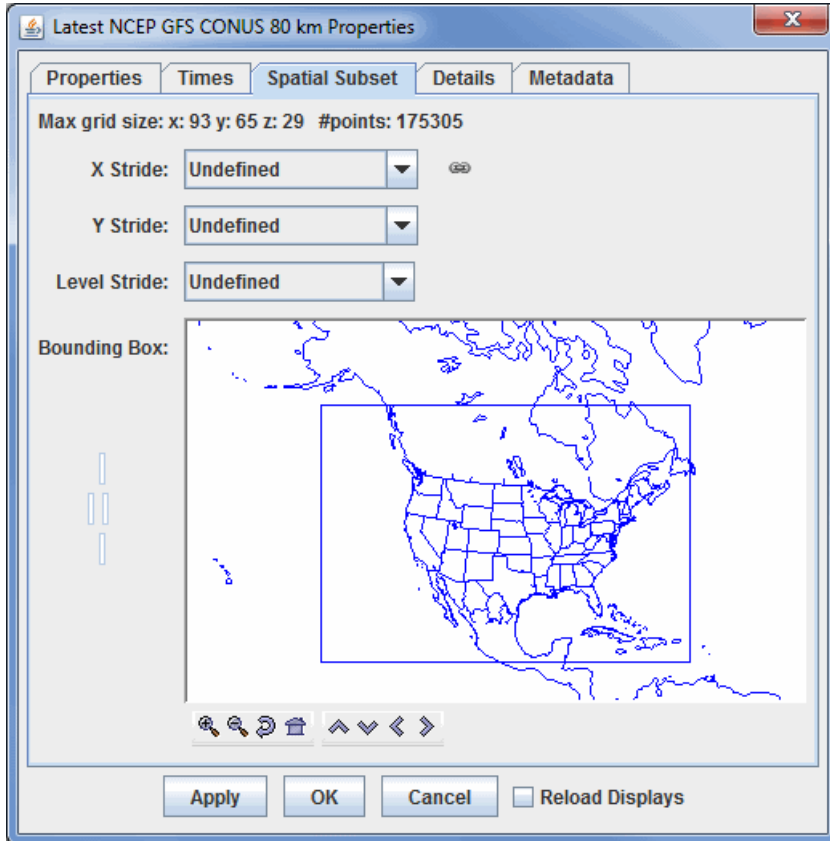 Latest NCEP GFS CONUS 80 km Properties
Properties Times Spatial Subset Details Metadata
Max grid size: x: 93 y: 65 z: 29 #points: 175305
X Stride: Undefined
Y Stride: Undefined
Level Stride: Undefined
Bounding Box:
Apply OK Cancel Reload Displays